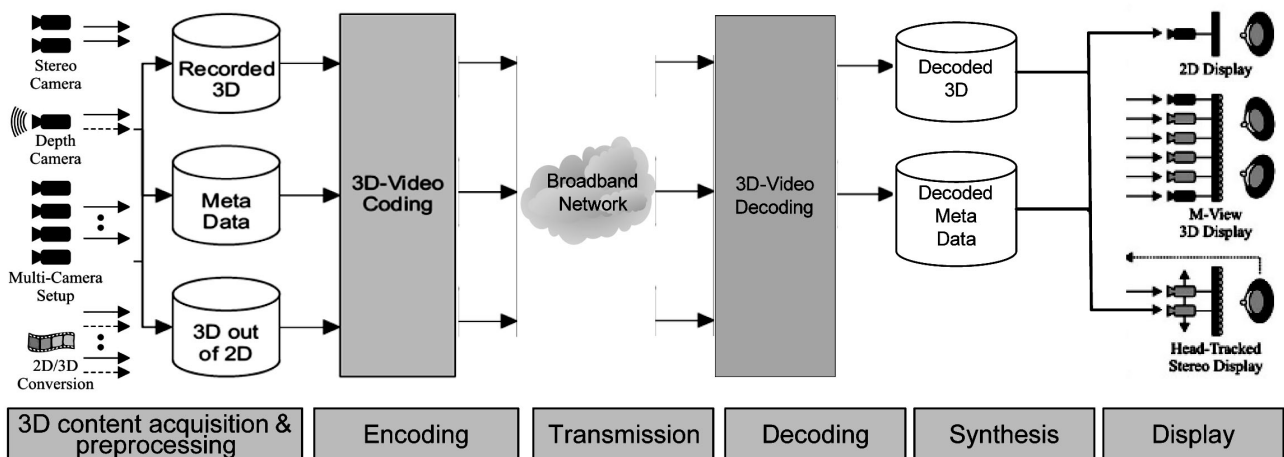 Stereo
Camera
Depth
Camera
Multi-Camera
Setup
2D/3D
Conversion
Recorded
3D
Meta
Data
3D out
of 2D
3D-Video
Coding
Broadband
Network
3D-Video
Decoding
Decoded
3D
Decoded
Meta
Data
2D Display
M-View
3D Display
Head-Tracked
Stereo Display
3D content acquisition &
preprocessing
Encoding
Transmission
Decoding
Synthesis
Display